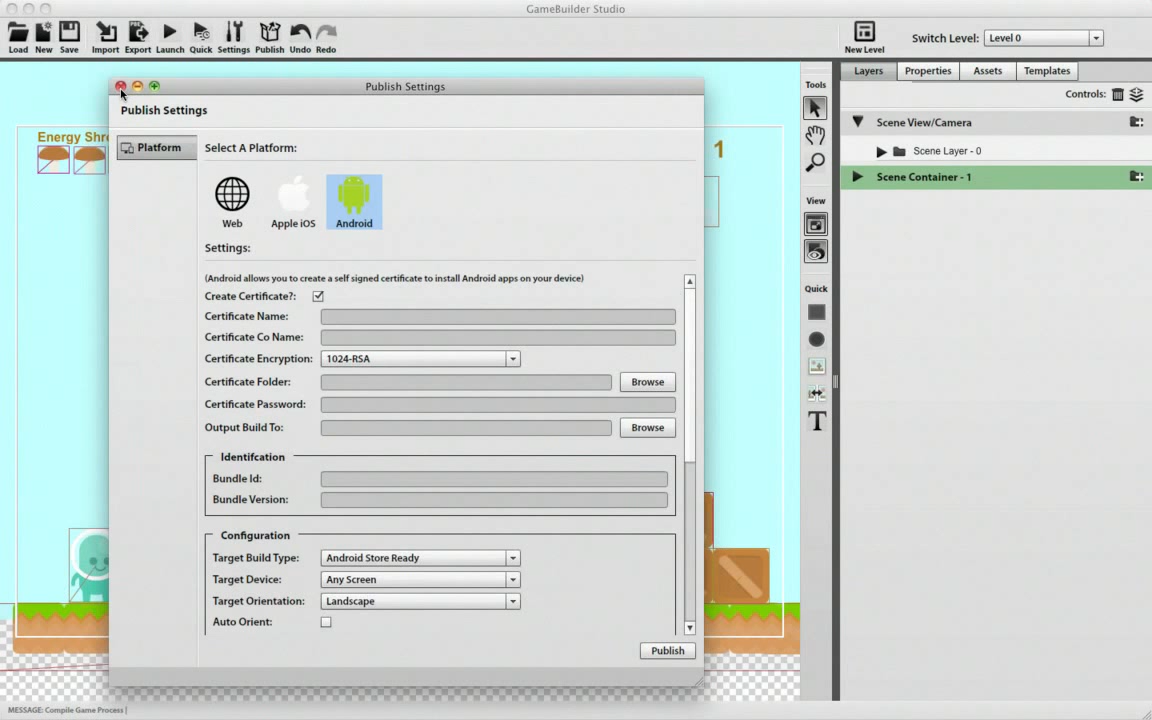 GameBuilder Studio
Load New Save Import Export Launch Quick Settings Publish Undo Redo
New Level
Switch Level: Level 0
Layers Properties Assets Templates
Controls:
Scene View/Camera
Scene Layer - 0
Scene Container - 1
Tools
View
Quick
T
Energy Shr
1
Publish Settings
Publish Settings
Platform
Select A Platform:
Web Apple iOS Android
Settings:
(Android allows you to create a self signed certificate to install Android apps on your device)
Create Certificate?:
Certificate Name:
Certificate Co Name:
Certificate Encryption: 1024-RSA
Certificate Folder: Browse
Certificate Password:
Output Build To: Browse
Identifcation
Bundle Id:
Bundle Version:
Configuration
Target Build Type: Android Store Ready
Target Device: Any Screen
Target Orientation: Landscape
Auto Orient:
Publish
MESSAGE: Compile Game Process |